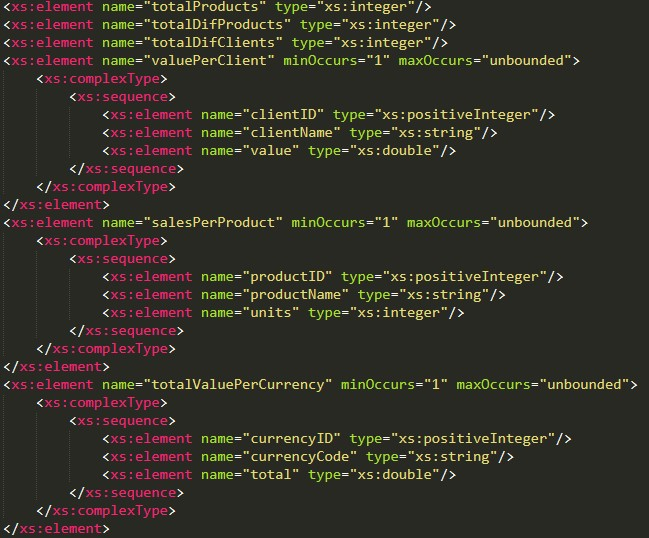 <xs:element name="totalProducts" type="xs:integer"/>
<xs:element name="totalDifProducts" type="xs:integer"/>
<xs:element name="totalDifClients" type="xs:integer"/>
<xs:element name="valuePerClient" minOccurs="1" maxOccurs="unbounded">
<xs:complexType>
<xs:sequence>
<xs:element name="clientID" type="xs:positiveInteger"/>
<xs:element name="clientName" type="xs:string"/>
<xs:element name="value" type="xs:double"/>
</xs:sequence>
</xs:complexType>
</xs:element>
<xs:element name="salesPerProduct" minOccurs="1" maxOccurs="unbounded">
<xs:complexType>
<xs:sequence>
<xs:element name="productID" type="xs:positiveInteger"/>
<xs:element name="productName" type="xs:string"/>
<xs:element name="units" type="xs:integer"/>
</xs:sequence>
</xs:complexType>
</xs:element>
<xs:element name="totalValuePerCurrency" minOccurs="1" maxOccurs="unbounded">
<xs:complexType>
<xs:sequence>
<xs:element name="currencyID" type="xs:positiveInteger"/>
<xs:element name="currencyCode" type="xs:string"/>
<xs:element name="total" type="xs:double"/>
</xs:sequence>
</xs:complexType>
</xs:element>